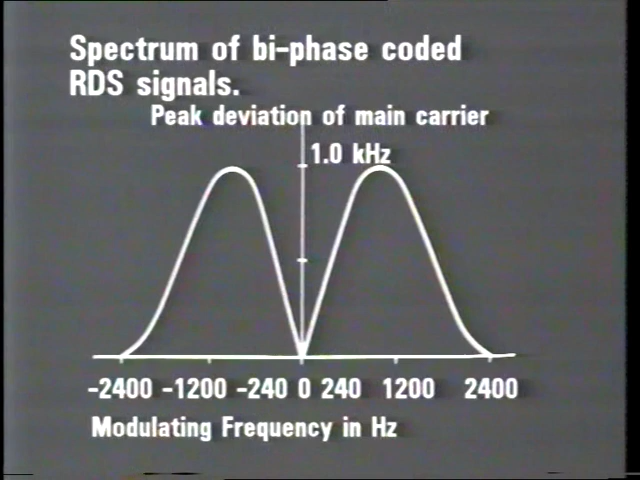 Spectrum of bi-phase coded
RDS signals.
Peak deviation of main carrier
1.0 kHz
-2400 -1200 -240 0 240 1200 2400
Modulating Frequency in Hz